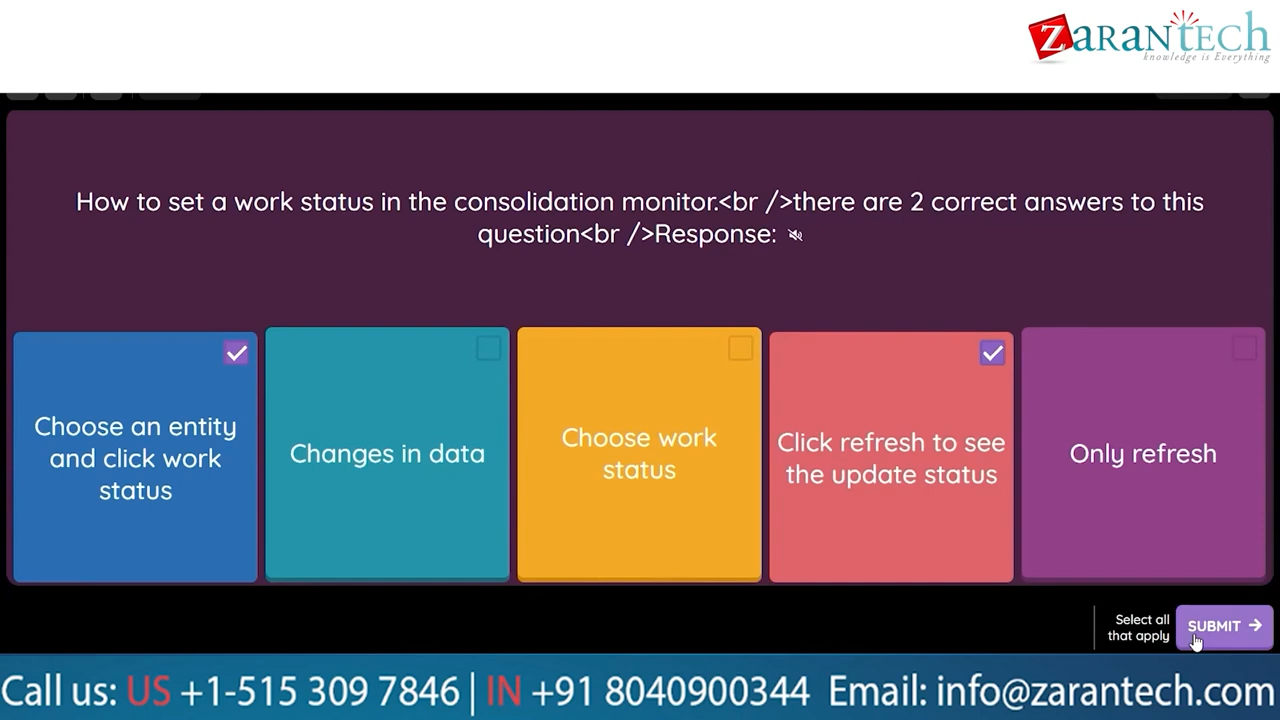 ZARANTECH
knowledge is Everything
How to set a work status in the consolidation monitor.<br />there are 2 correct answers to this
question<br />Response:
Choose an entity
and click work
status
Changes in data
Choose work
status
Click refresh to see
the update status
Only refresh
Select all
that apply
SUBMIT
Call us: US +1-515 309 7846 | IN +91 8040900344 Email: info@zarantech.com